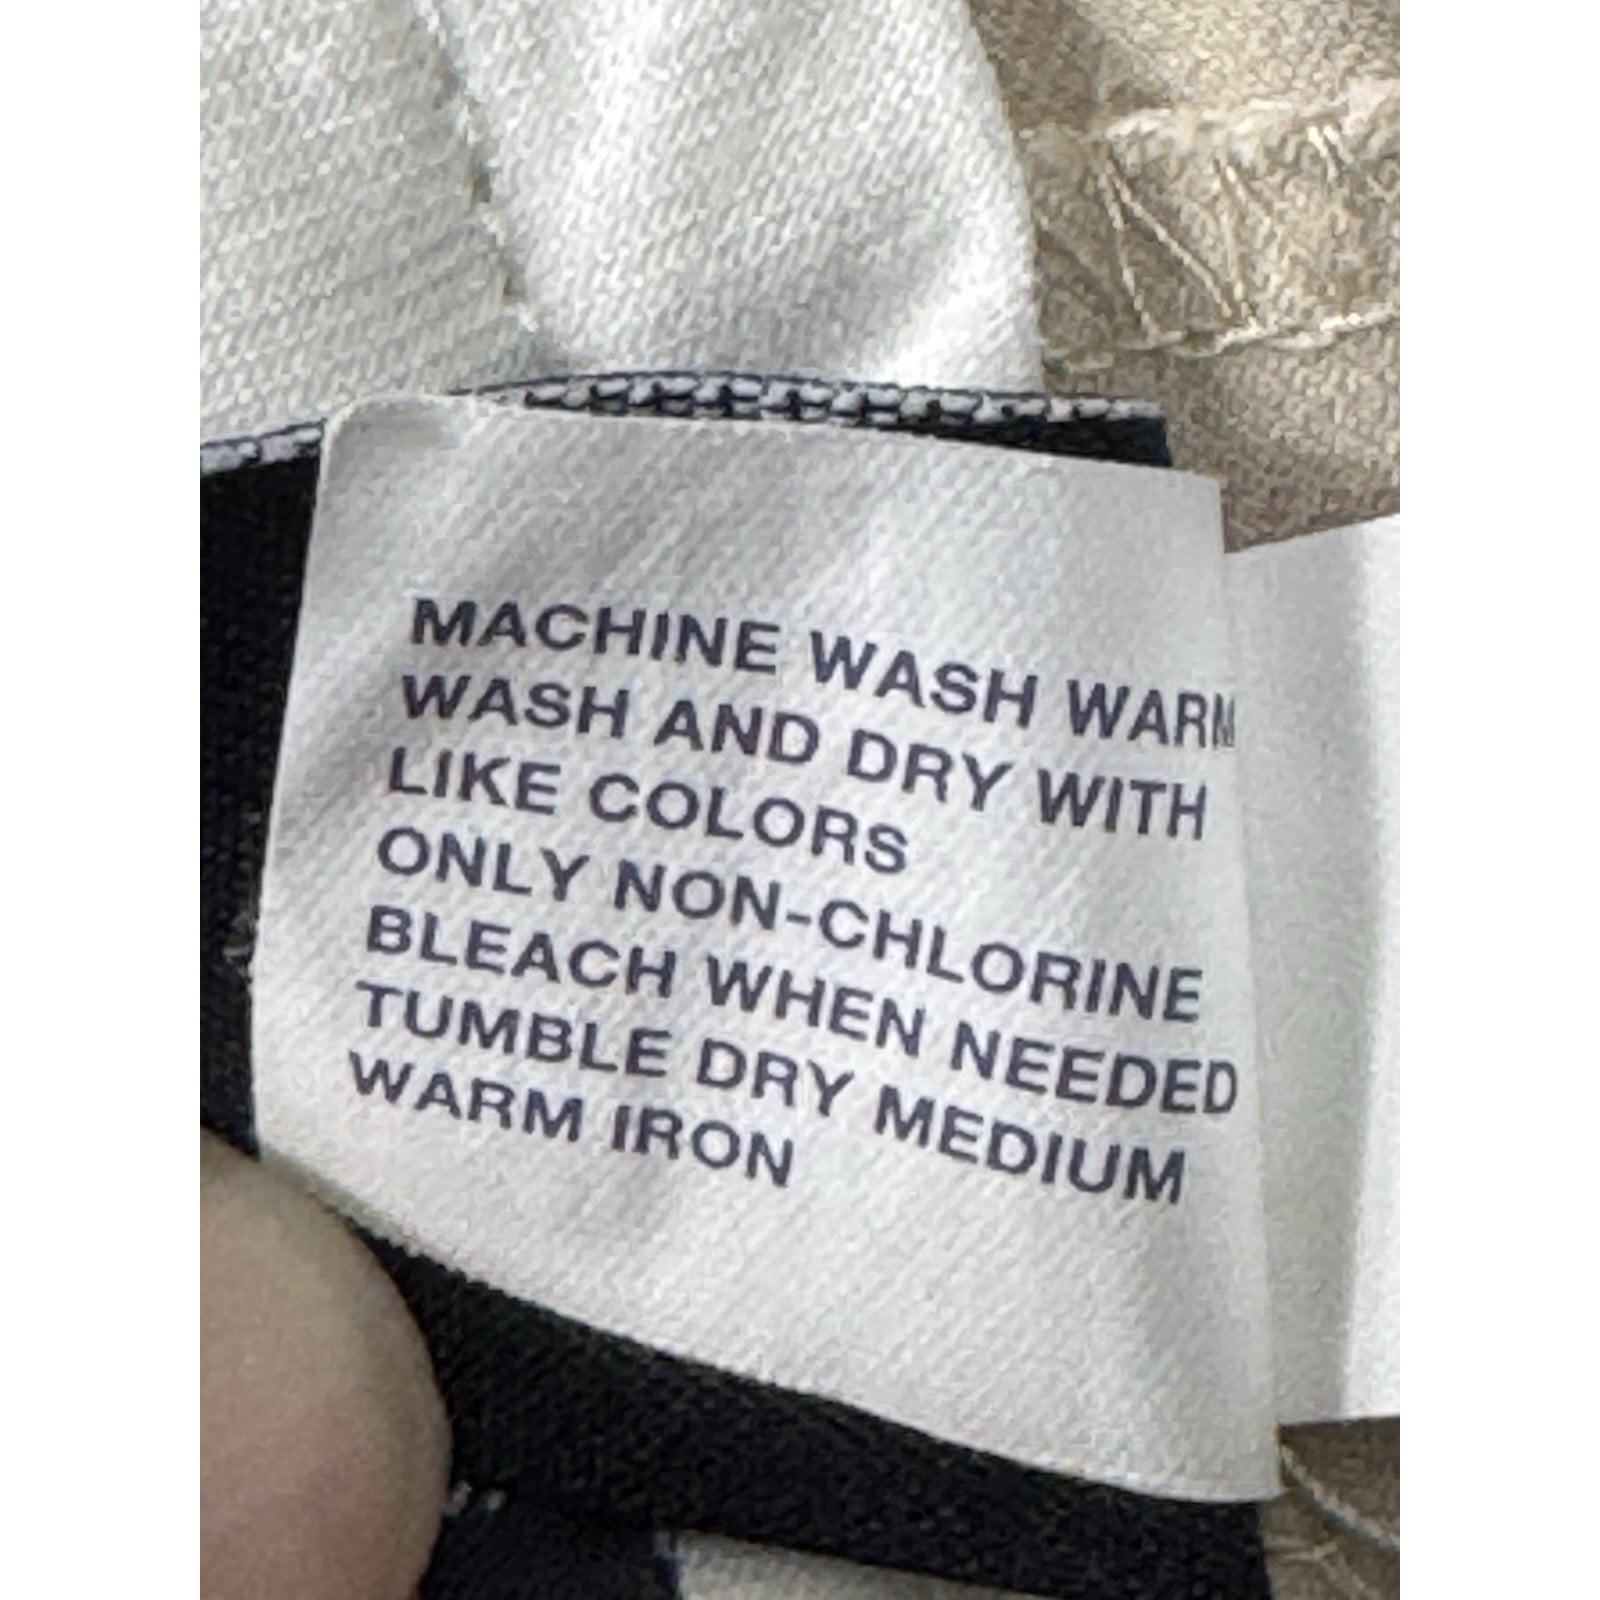 MACHINE WASH WARM
WASH AND DRY WITH
LIKE COLORS
ONLY NON-CHLORINE
BLEACH WHEN NEEDED
TUMBLE DRY MEDIUM
WARM IRON